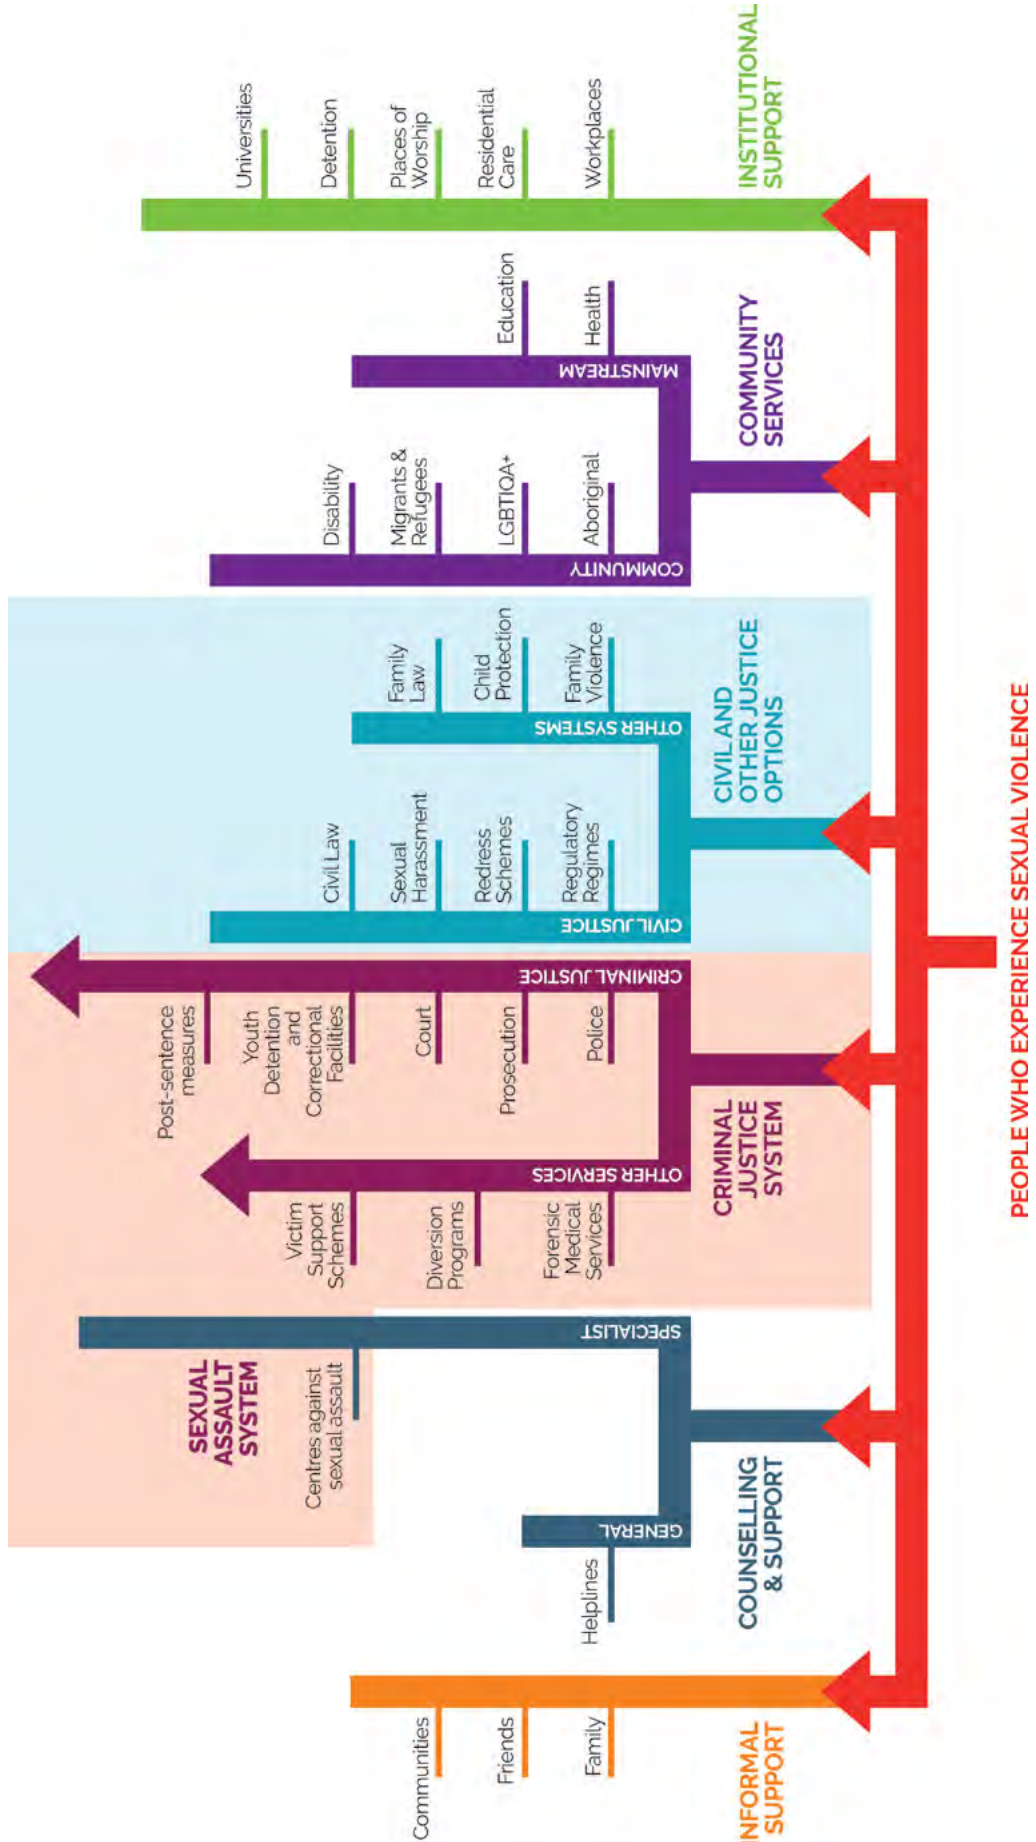 Communities
Friends
Family
INFORMAL
SUPPORT
Helplines
GENERAL
SPECIALIST
Centres against
sexual assault
SEXUAL
ASSAULT
SYSTEM
COUNSELLING
& SUPPORT
Victim
Support
Schemes
Diversion
Programs
Forensic
Medical
Services
OTHER SERVICES
Post-sentence
measures
Youth
Detention
and
Correctional
Facilities
Court
Prosecution
Police
CRIMINAL JUSTICE
CRIMINAL
JUSTICE
SYSTEM
CIVIL JUSTICE
Civil Law
Sexual
Harassment
Redress
Schemes
Regulatory
Regimes
OTHER SYSTEMS
Family
Law
Child
Protection
Family
Violence
CIVIL AND
OTHER JUSTICE
OPTIONS
COMMUNITY
Disability
Migrants &
Refugees
LGBTIQA+
Aboriginal
MAINSTREAM
Education
Health
COMMUNITY
SERVICES
Universities
Detention
Places of
Worship
Residential
Care
Workplaces
INSTITUTIONAL
SUPPORT
PEOPLE WHO EXPERIENCE SEXUAL VIOLENCE